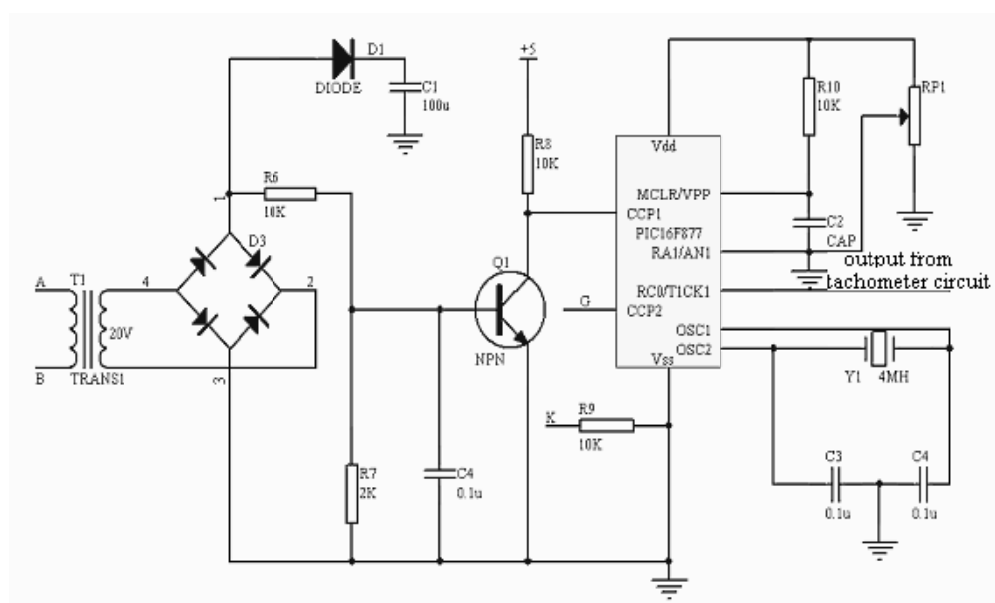 D1
DIODE
C1
100u
+5
R8
10K
R10
10K
RP1
Vdd
MCLR/VPP
CCP1
PIC16F877
RA1/AN1
C2
CAP
output from
tachometer circuit
RC0/T1CK1
CCP2
OSC1
OSC2
Vss
1
R6
10K
D3
A
T1
4
2
20V
B
TRANS1
3
Q1
NPN
G
Y1
4MH
K
R9
10K
R7
2K
C4
0.1u
C3
0.1u
C4
0.1u